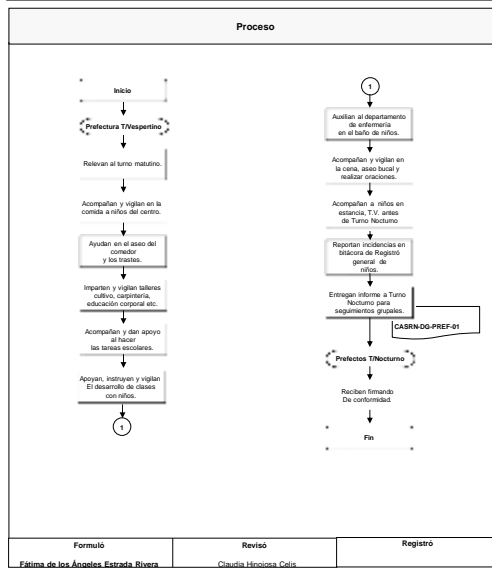 Proceso
Inicio
Prefectura T/Vespertino
Relevan al turno matutino.
Acompañan y vigilan en la
comida a niños del centro.
Ayudan en el aseo del
comedor
y los trastes.
Imparten y vigilan talleres
cultivo, carpintería,
educación corporal etc.
Acompañan y dan apoyo
al hacer
las tareas escolares.
Apoyan, instruyen y vigilan
El desarrollo de clases
con niños.
1
1
Auxilian al departamento
de enfermería
en el baño de niños.
Acompañan y vigilan en
la cena, aseo bucal y
realizar oraciones.
Acompañan a niños en
estancia, T.V. antes
de Turno Nocturno
Reportan incidencias en
bitácora de Registró
general de
niños.
Entregan informe a Turno
Nocturno para
seguimientos grupales.
CASRN-DG-PREF-01
Prefectos T/Nocturno
Reciben firmando
De conformidad.
Fin
Formuló
Revisó
Registró
Fátima de los Ángeles Estrada Rivera
Claudia Hinojosa Celis